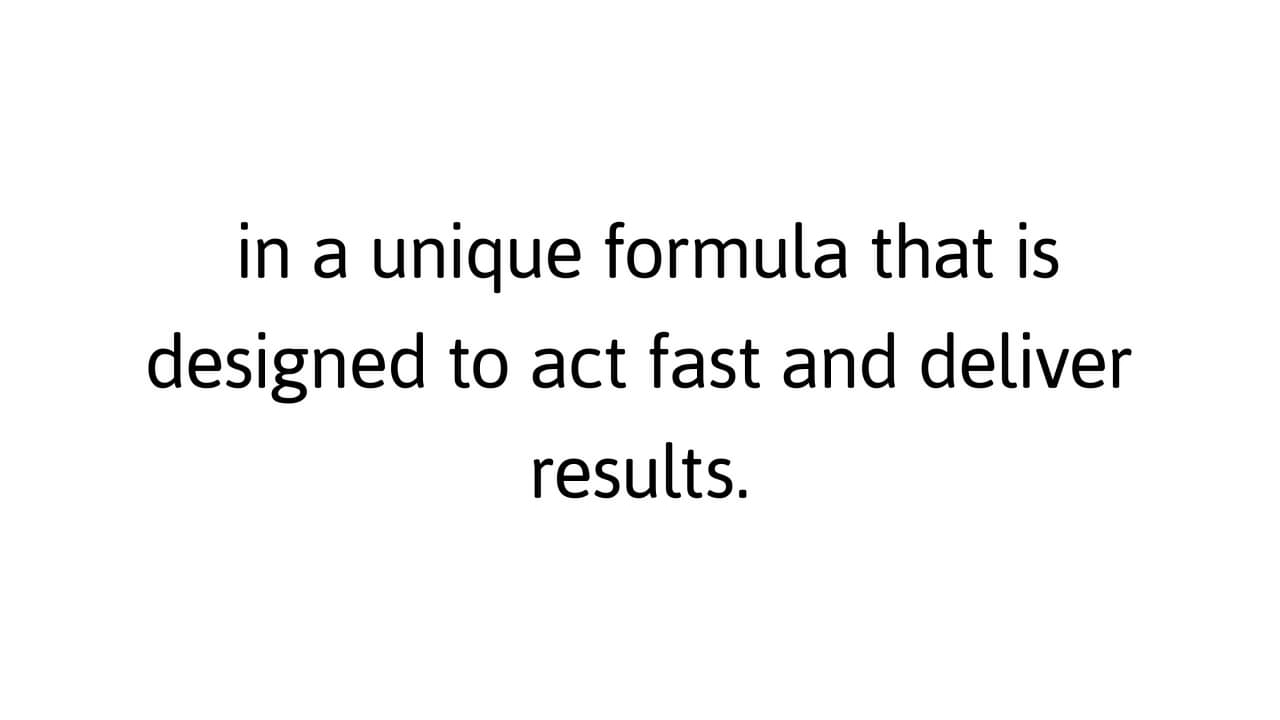 in a unique formula that is
designed to act fast and deliver
results.